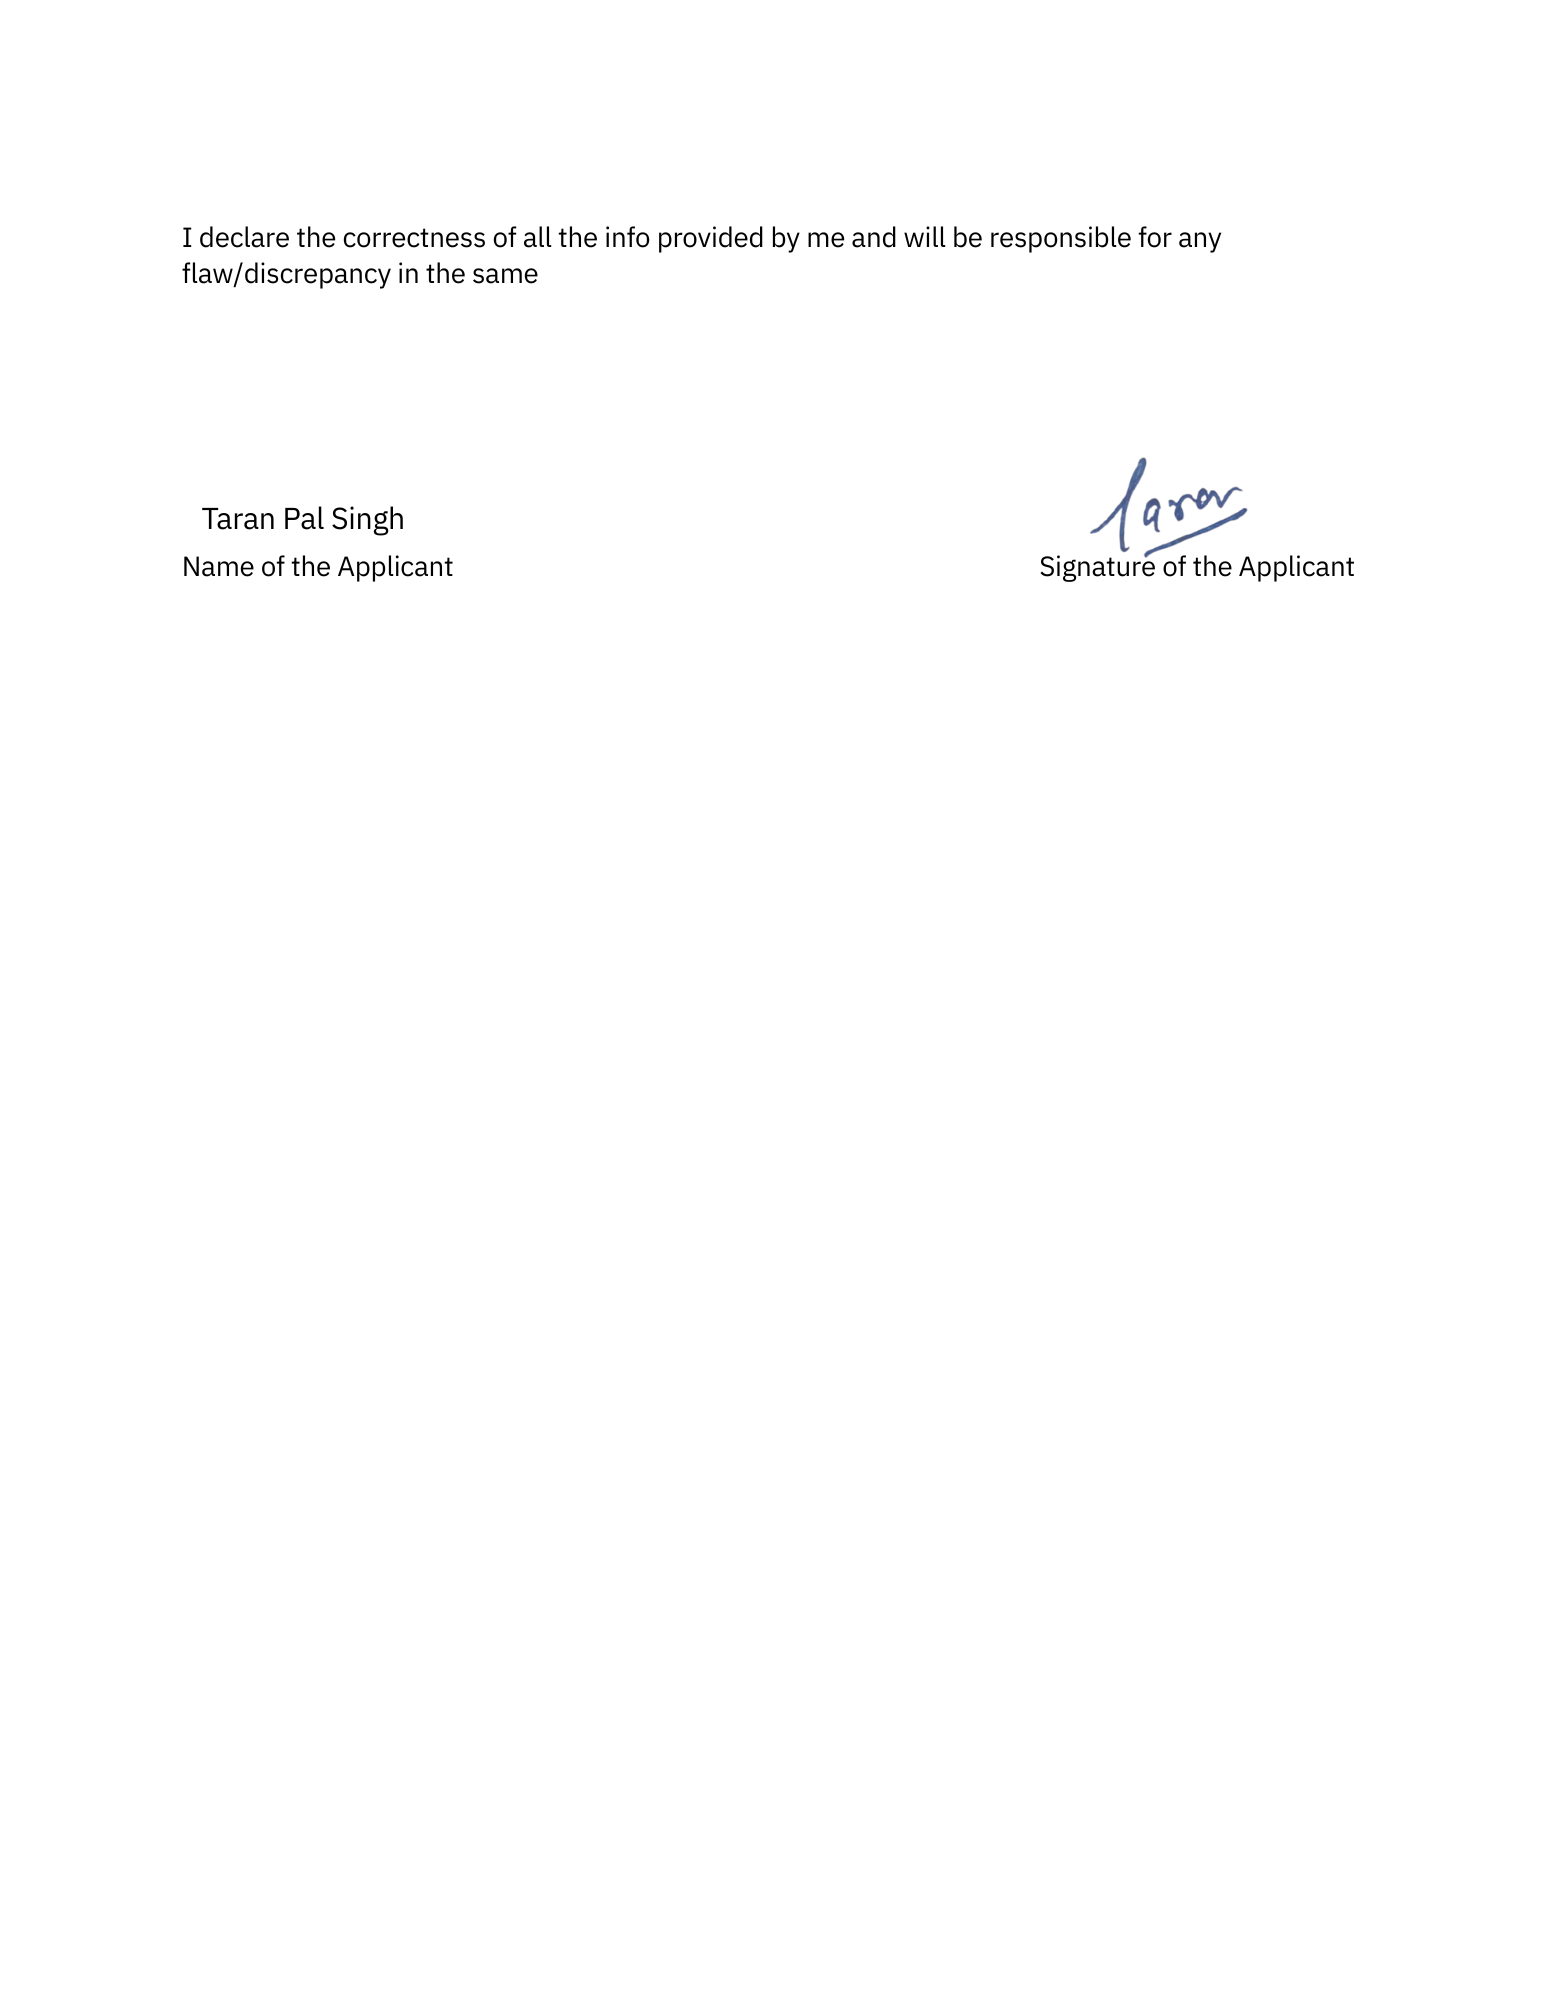 I declare the correctness of all the info provided by me and will be responsible for any
flaw/discrepancy in the same
Taran Pal Singh
Taran
Name of the Applicant
Signature of the Applicant